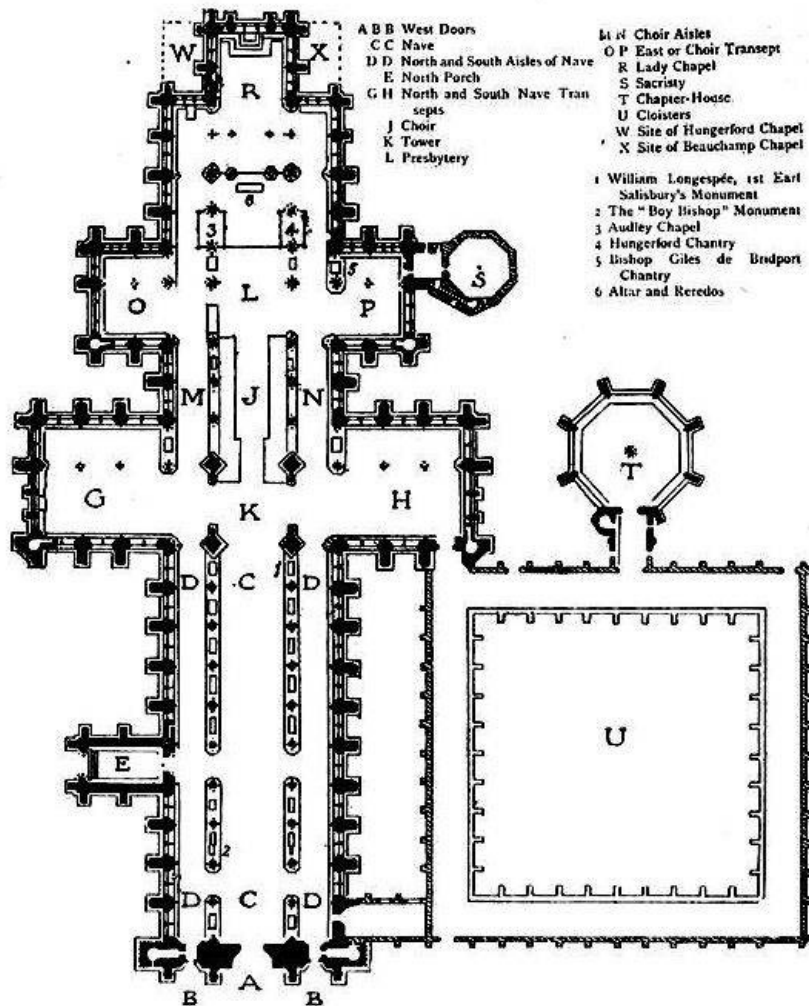 A B B West Doors
C C Nave
D D North and South Aisles of Nave
E North Porch
G H North and South Nave Tran
septs
J Choir
K Tower
L Presbytery
M N Choir Aisles
O P East or Choir Transept
R Lady Chapel
S Sacristy
T Chapter-House
U Cloisters
W Site of Hungerford Chapel
X Site of Beauchamp Chapel
1 William Longespée, 1st Earl
Salisbury's Monument
2 The "Boy Bishop" Monument
3 Audley Chapel
4 Hungerford Chantry
5 Bishop Giles de Bridport
Chantry
6 Altar and Reredos
W X
R
6
3 4
5
O L P S
M J N
T
G K H
1
D C D
U
E
2
D C D
A
B B